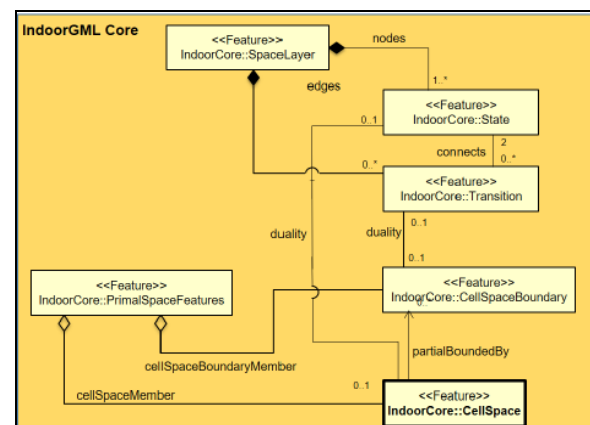 IndoorGML Core
<<Feature>>
IndoorCore::SpaceLayer
nodes
edges
1..*
<<Feature>>
IndoorCore::State
0..1
2
connects
0..*
0..*
<<Feature>>
IndoorCore::Transition
0..1
duality
duality
0..1
<<Feature>>
IndoorCore::PrimalSpaceFeatures
<<Feature>>
IndoorCore::CellSpaceBoundary
partialBoundedBy
cellSpaceBoundaryMember
0..1
cellSpaceMember
<<Feature>>
IndoorCore::CellSpace